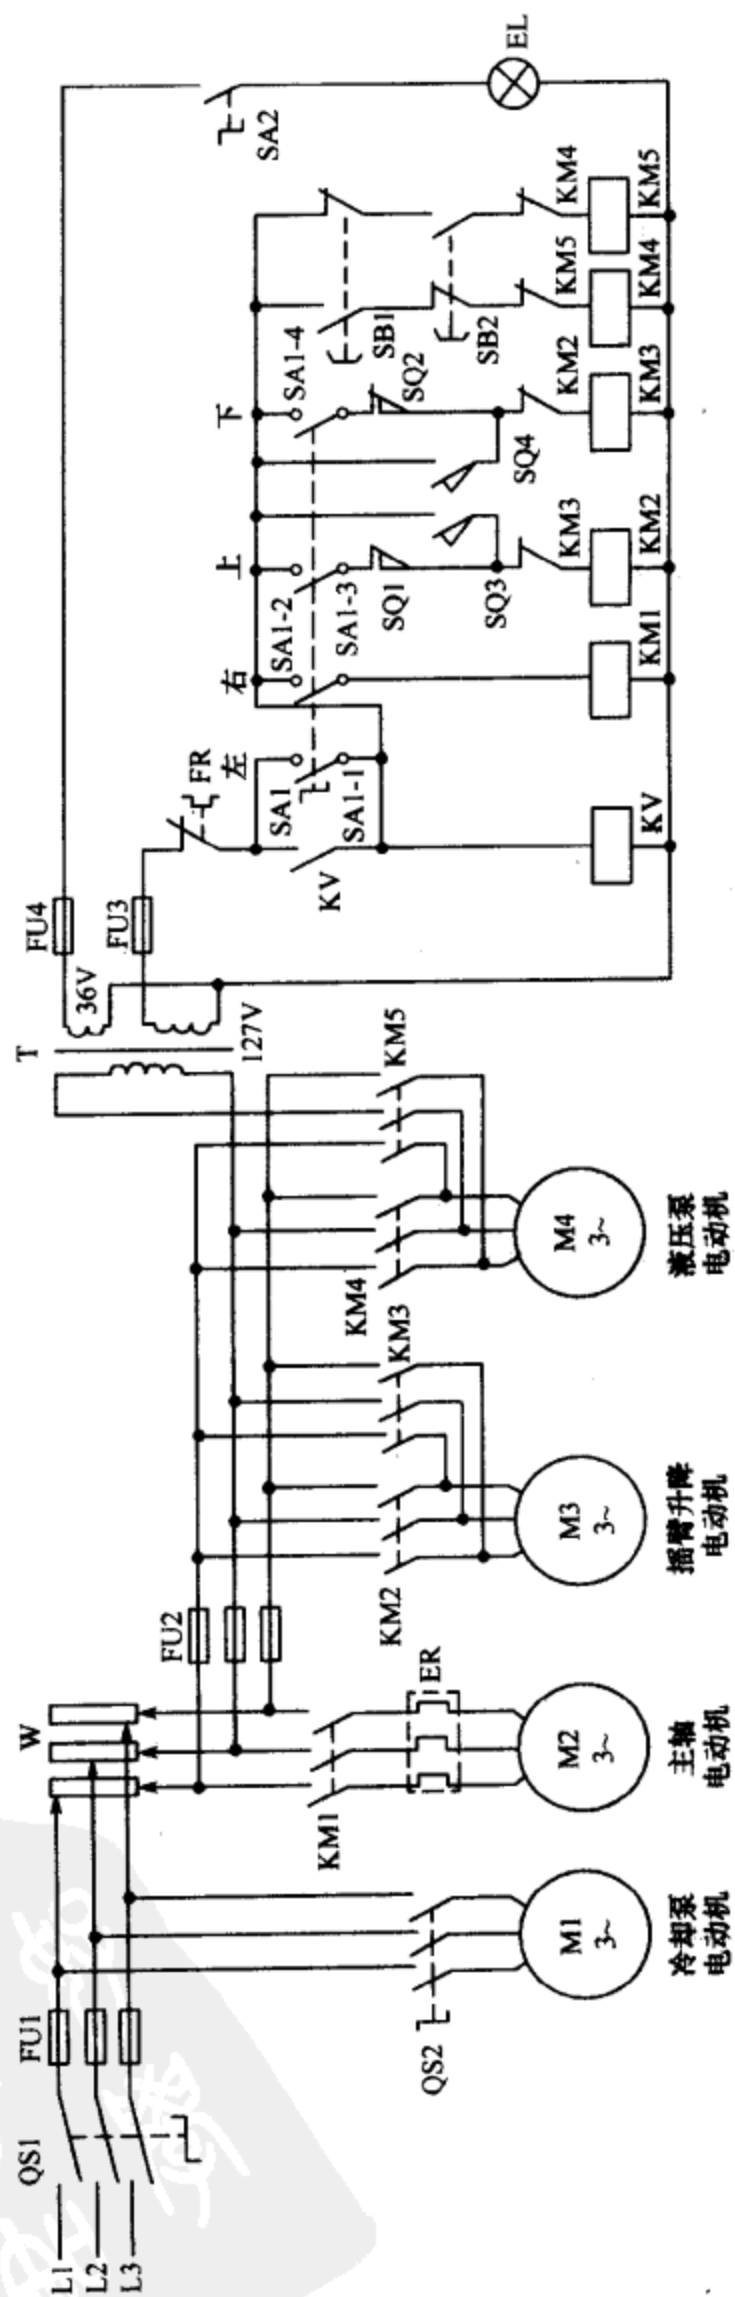 L1
L2
L3
QS1
FU1
QS2
M1
3~
冷却泵
电动机
W
KM1
ER
M2
3~
主轴
电动机
FU2
KM2
KM3
M3
3~
摇臂升降
电动机
KM4
KM5
M4
3~
液压泵
电动机
T
36V
127V
FU4
FU3
FR
KV
KV
左
SA1
SA1-1
右
KM1
上
SA1-2
SA1-3
SQ1
SQ3
KM3
KM2
下
SA1-4
SQ2
SQ4
KM2
KM3
SB1
SB2
KM5
KM4
KM4
KM5
SA2
EL